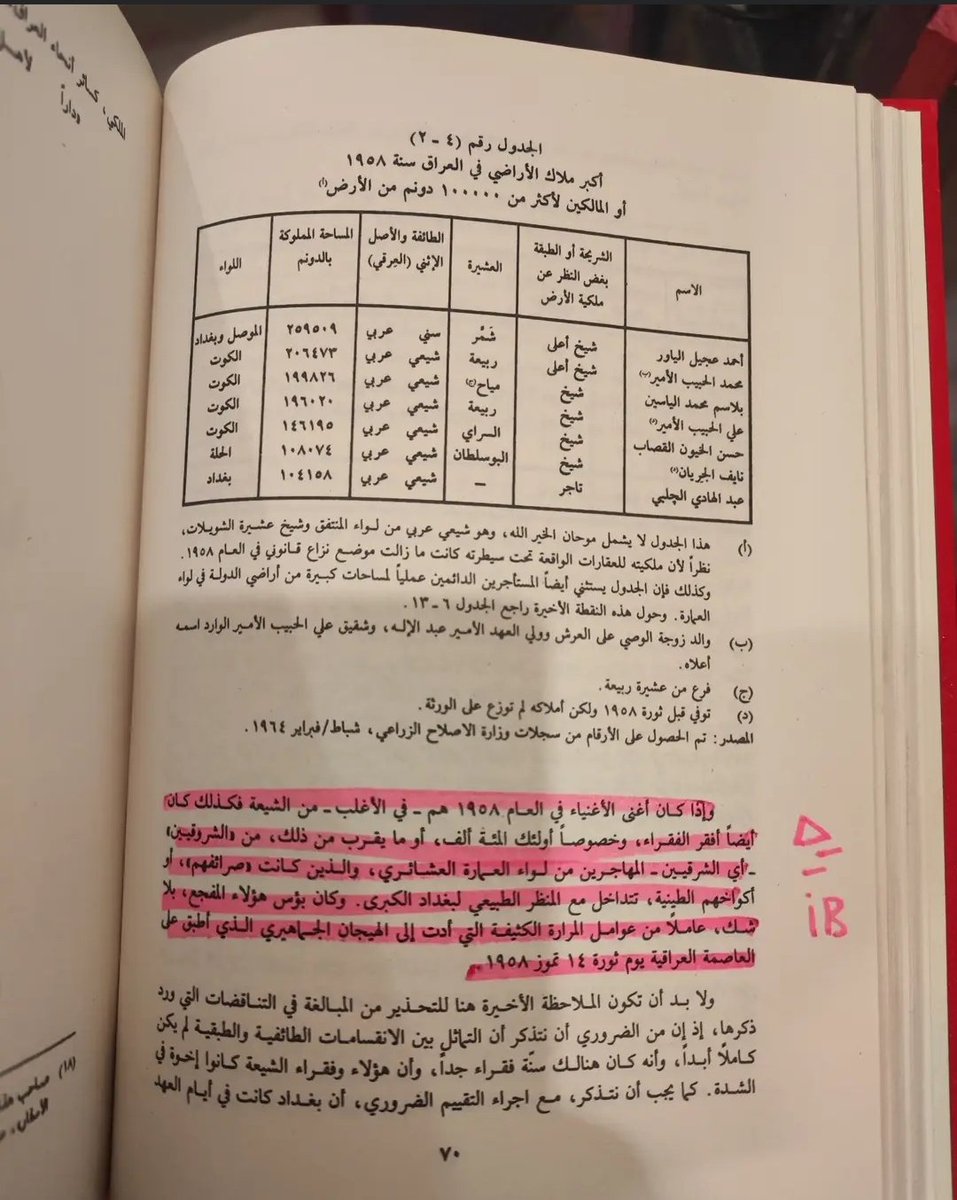 للكي، كسائر أنحاء العراق
وداراً
الجدول رقم (٤ - ٢)
أكبر ملاك الأراضي في العراق سنة ١٩٥٨
أو المالكين لأكثر من ١٠٠٠٠٠ دونم من الأرض(أ)
الاسم | الشريحة أو الطبقة بغض النظر عن ملكية الأرض | العشيرة | الطائفة والأصل الإثني (العِرقي) | المساحة المملوكة بالدونم | اللواء
أحمد عجيل الياور | شيخ أعلى | شَمْر | سني عربي | ٢٥٩٥٠٩ | الموصل وبغداد
محمد الحبيب الأمير(ب) | شيخ أعلى | ربيعة | شيعي عربي | ٢٠٦٤٧٣ | الكوت
بلاسم محمد الياسين | شيخ | مياح(ج) | شيعي عربي | ١٩٩٨٢٦ | الكوت
علي الحبيب الأمير(د) | شيخ | ربيعة | شيعي عربي | ١٩٦٠٢٠ | الكوت
حسن الخيون القصاب | شيخ | السراي | شيعي عربي | ١٤٦١٩٥ | الكوت
نايف الجريان(د) | شيخ | البوسلطان | شيعي عربي | ١٠٨٠٧٤ | الحلة
عبد الهادي الچلبي | تاجر | – | شيعي عربي | ١٠٤١٥٨ | بغداد
(أ) هذا الجدول لا يشمل موحان الخير الله، وهو شيعي عربي من لواء المنتفق وشيخ عشيرة الشويلات،
نظراً لأن ملكيته للعقارات الواقعة تحت سيطرته كانت ما زالت موضع نزاع قانوني في العام ١٩٥٨.
وكذلك فإن الجدول يستثني أيضاً المستأجرين الدائمين عملياً لمساحات كبيرة من أراضي الدولة في لواء
العمارة. وحول هذه النقطة الأخيرة راجع الجدول ٦ - ١٣.
(ب) والد زوجة الوصي على العرش وولي العهد الأمير عبد الإله، وشقيق علي الحبيب الأمير الوارد اسمه
أعلاه.
(ج) فرع من عشيرة ربيعة.
(د) توفي قبل ثورة ١٩٥٨ ولكن أملاكه لم توزع على الورثة.
المصدر: تم الحصول على الأرقام من سجلات وزارة الاصلاح الزراعي، شباط/فبراير ١٩٦٤.
وإذا كان أغنى الأغنياء في العام ١٩٥٨ هم - في الأغلب - من الشيعة فكذلك كان
أيضاً أفقر الفقراء، وخصوصاً أولئك المئة ألف، أو ما يقرب من ذلك، من «الشروقيين»
- أي الشرقيين - المهاجرين من لواء العمارة العشائري، والذين كانت «صرائفهم»، أو
أكواخهم الطينية، تتداخل مع المنظر الطبيعي لبغداد الكبرى. وكان بؤس هؤلاء المفجع، بلا
شك، عاملاً من عوامل المرارة الكثيفة التي أدت إلى الهيجان الجماهيري الذي أطبق على
العاصمة العراقية يوم ثورة ١٤ تموز ١٩٥٨.
ولا بد أن تكون الملاحظة الأخيرة هنا للتحذير من المبالغة في التناقضات التي ورد
ذكرها، إذ إن من الضروري أن نتذكر أن التماثل بين الانقسامات الطائفية والطبقية لم يكن
كاملاً أبداً، وأنه كان هنالك سنّة فقراء جداً، وأن هؤلاء وفقراء الشيعة كانوا إخوة في
الشدة. كما يجب أن نتذكر، مع اجراء التقييم الضروري، أن بغداد كانت في أيام العهد
iB
(١٨) صاحب
٧٠